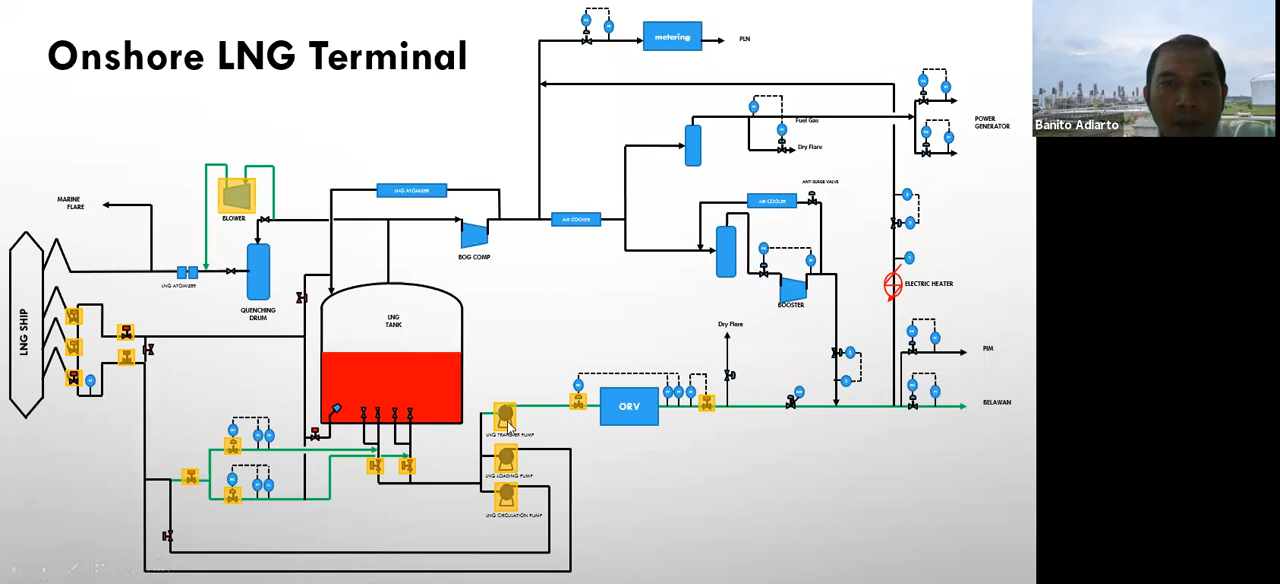 Onshore LNG Terminal
metering
PLN
Banito Adiarto
Fuel Gas
Dry Flare
POWER
GENERATOR
ANTI SURGE VALVE
LNG ATOMIZER
AIR COOLER
MARINE
FLARE
BLOWER
AIR COOLER
BOG COMP
LNG ATOMIZER
QUENCHING
DRUM
ELECTRIC HEATER
BOOSTER
LNG SHIP
LNG
TANK
Dry Flare
PIM
ORV
BELAWAN
LNG TRANSFER PUMP
LNG LOADING PUMP
LNG CIRCULATION PUMP